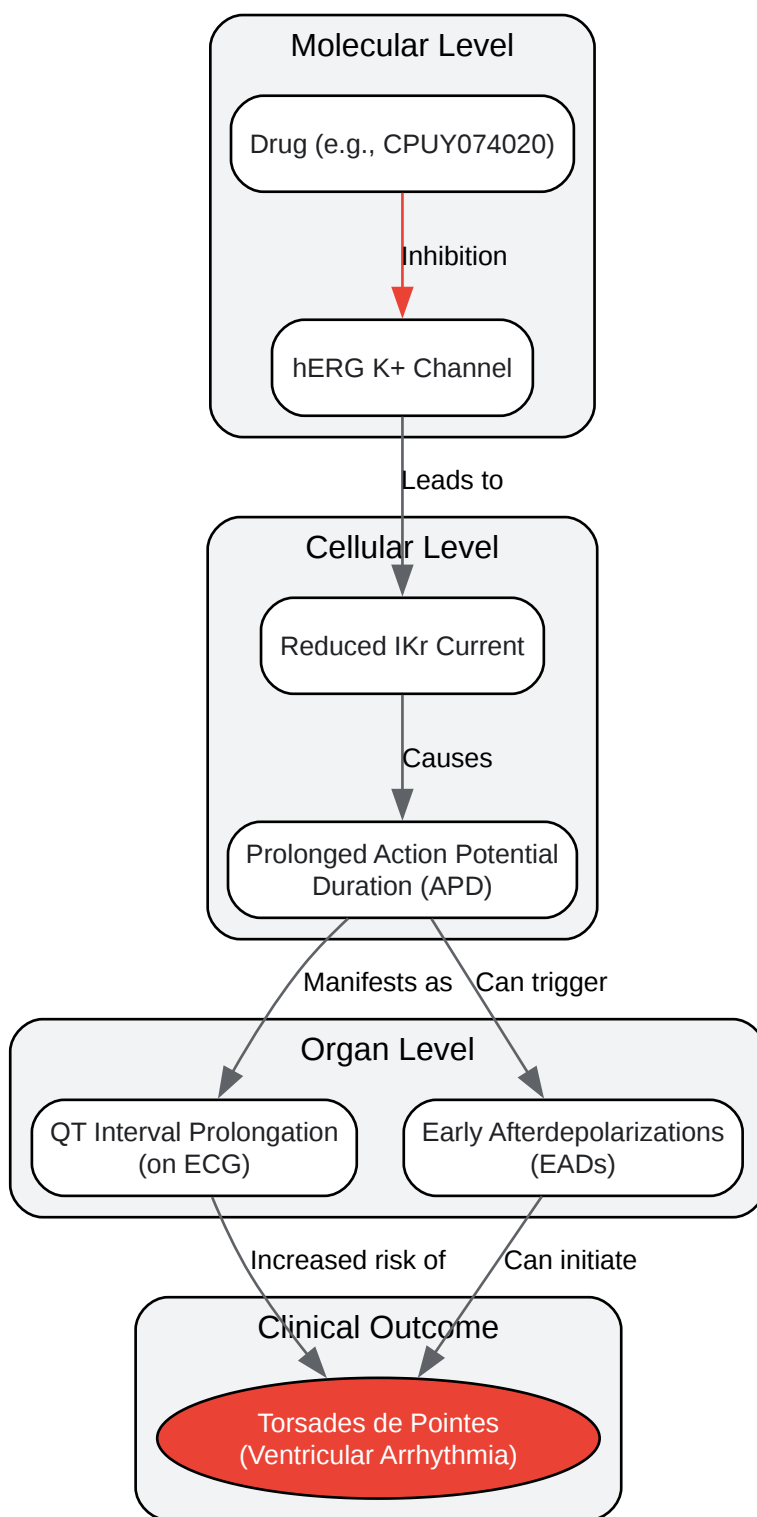 Molecular Level
Drug (e.g., CPUY074020)
Inhibition
hERG K+ Channel
Leads to
Cellular Level
Reduced IKr Current
Causes
Prolonged Action Potential
Duration (APD)
Manifests as
Can trigger
Organ Level
QT Interval Prolongation
(on ECG)
Early Afterdepolarizations
(EADs)
Increased risk of
Can initiate
Clinical Outcome
Torsades de Pointes
(Ventricular Arrhythmia)